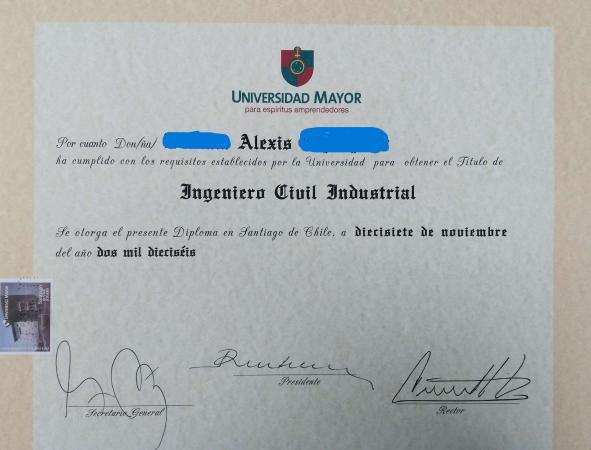 UNIVERSIDAD MAYOR
para espíritus emprendedores
Por cuanto Don/ña/ Alexis
ha cumplido con los requisitos establecidos por la Universidad para obtener el Título de
Ingeniero Civil Industrial
Se otorga el presente Diploma en Santiago de Chile, a diecisiete de noviembre
del año dos mil dieciséis
UNIVERSIDAD MAYOR
Secretario General
Presidente
Rector